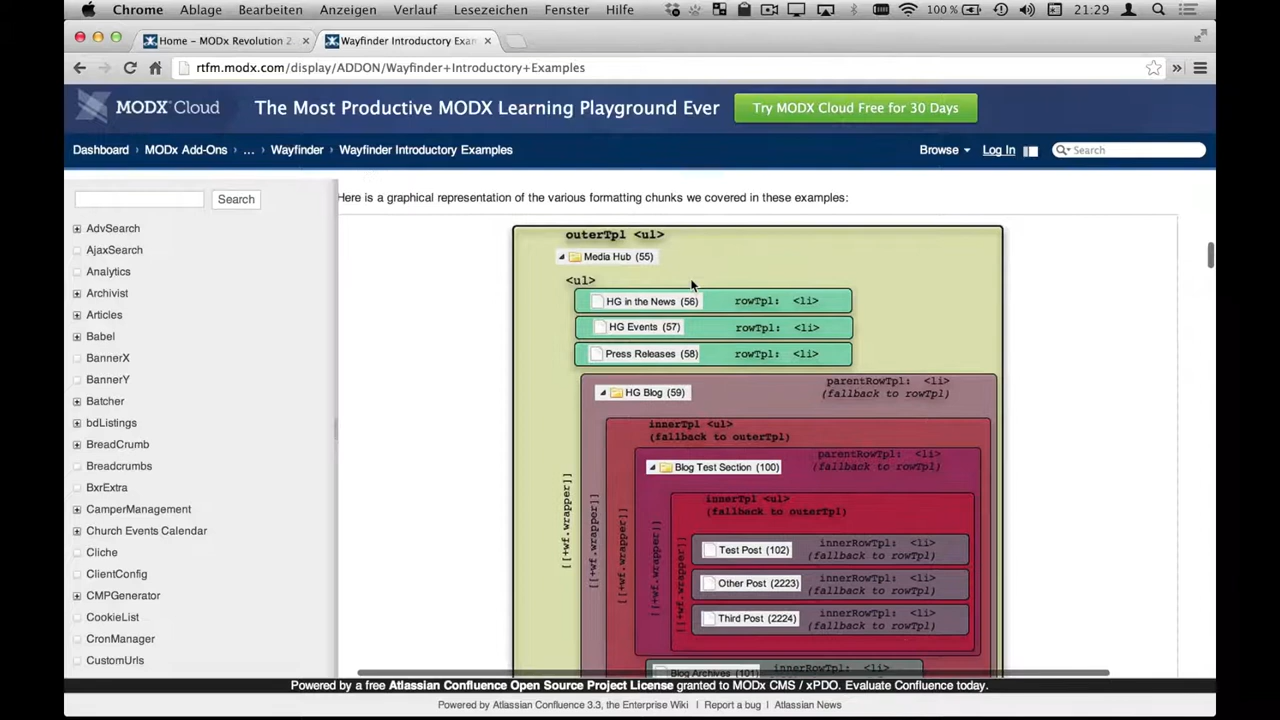 Chrome Ablage Bearbeiten Anzeigen Verlauf Lesezeichen Fenster Hilfe 100 % 21:29
Home – MODx Revolution 2. Wayfinder Introductory Exan
rtfm.modx.com/display/ADDON/Wayfinder+Introductory+Examples
MODX Cloud The Most Productive MODX Learning Playground Ever Try MODX Cloud Free for 30 Days
Dashboard › MODx Add-Ons › ... › Wayfinder › Wayfinder Introductory Examples Browse Log In Search
Search
AdvSearch
AjaxSearch
Analytics
Archivist
Articles
Babel
BannerX
BannerY
Batcher
bdListings
BreadCrumb
Breadcrumbs
BxrExtra
CamperManagement
Church Events Calendar
Cliche
ClientConfig
CMPGenerator
CookieList
CronManager
CustomUrls
Here is a graphical representation of the various formatting chunks we covered in these examples:
outerTpl <ul>
Media Hub (55)
<ul>
HG in the News (56) rowTpl: <li>
HG Events (57) rowTpl: <li>
Press Releases (58) rowTpl: <li>
parentRowTpl: <li>
HG Blog (59) (fallback to rowTpl)
innerTpl <ul>
(fallback to outerTpl)
parentRowTpl: <li>
Blog Test Section (100) (fallback to rowTpl)
innerTpl <ul>
(fallback to outerTpl)
Test Post (102) innerRowTpl: <li>
(fallback to rowTpl)
Other Post (2223) innerRowTpl: <li>
(fallback to rowTpl)
Third Post (2224) innerRowTpl: <li>
(fallback to rowTpl)
[[+wf.wrapper]]
[[+wf.wrapper]]
[[+wf.wrapper]]
[[+wf.wrapper]]
[[+wf.wrapper]]
Blog Archives (101) innerRowTpl: <li>
Powered by a free Atlassian Confluence Open Source Project License granted to MODx CMS / xPDO. Evaluate Confluence today.
Powered by Atlassian Confluence 3.3, the Enterprise Wiki | Report a bug | Atlassian News